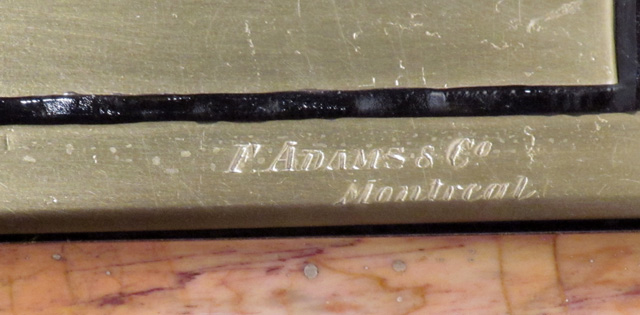 F. ADAMS & Co
Montreal